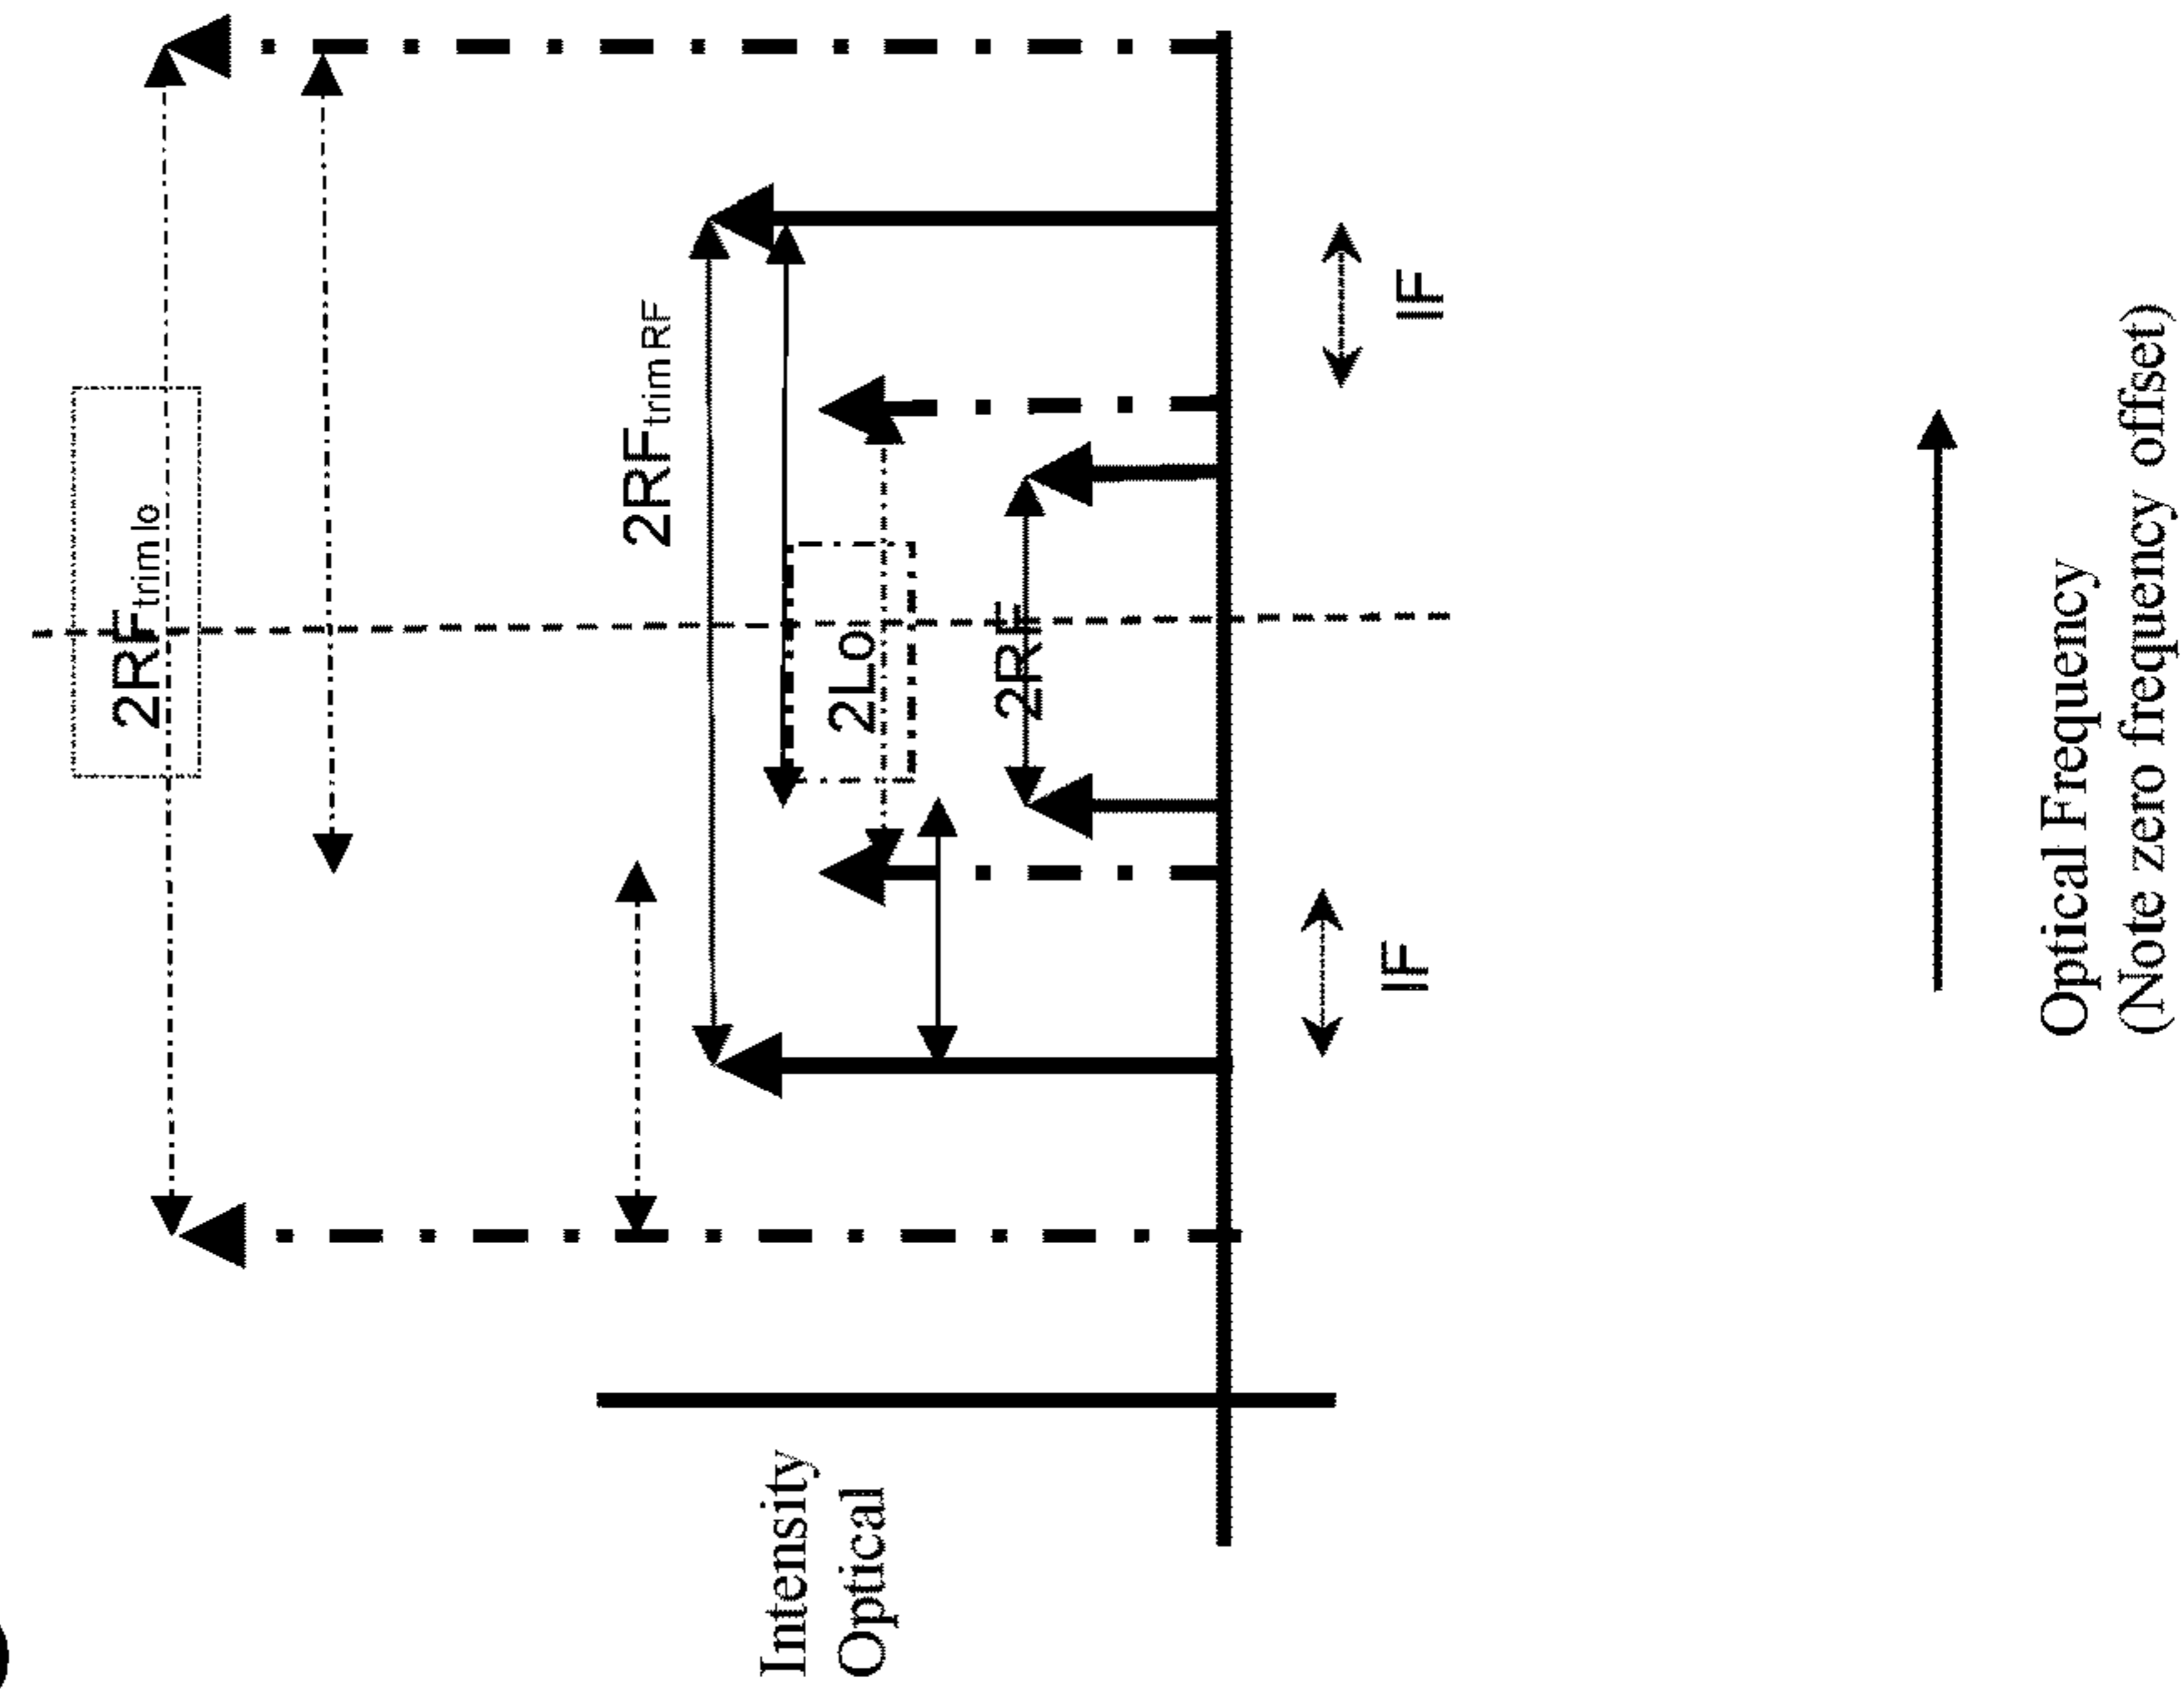 2RFtrim lo
2RFtrim RF
2Lo
2RF
IF
IF
Intensity
Optical
Optical Frequency
(Note zero frequency offset)